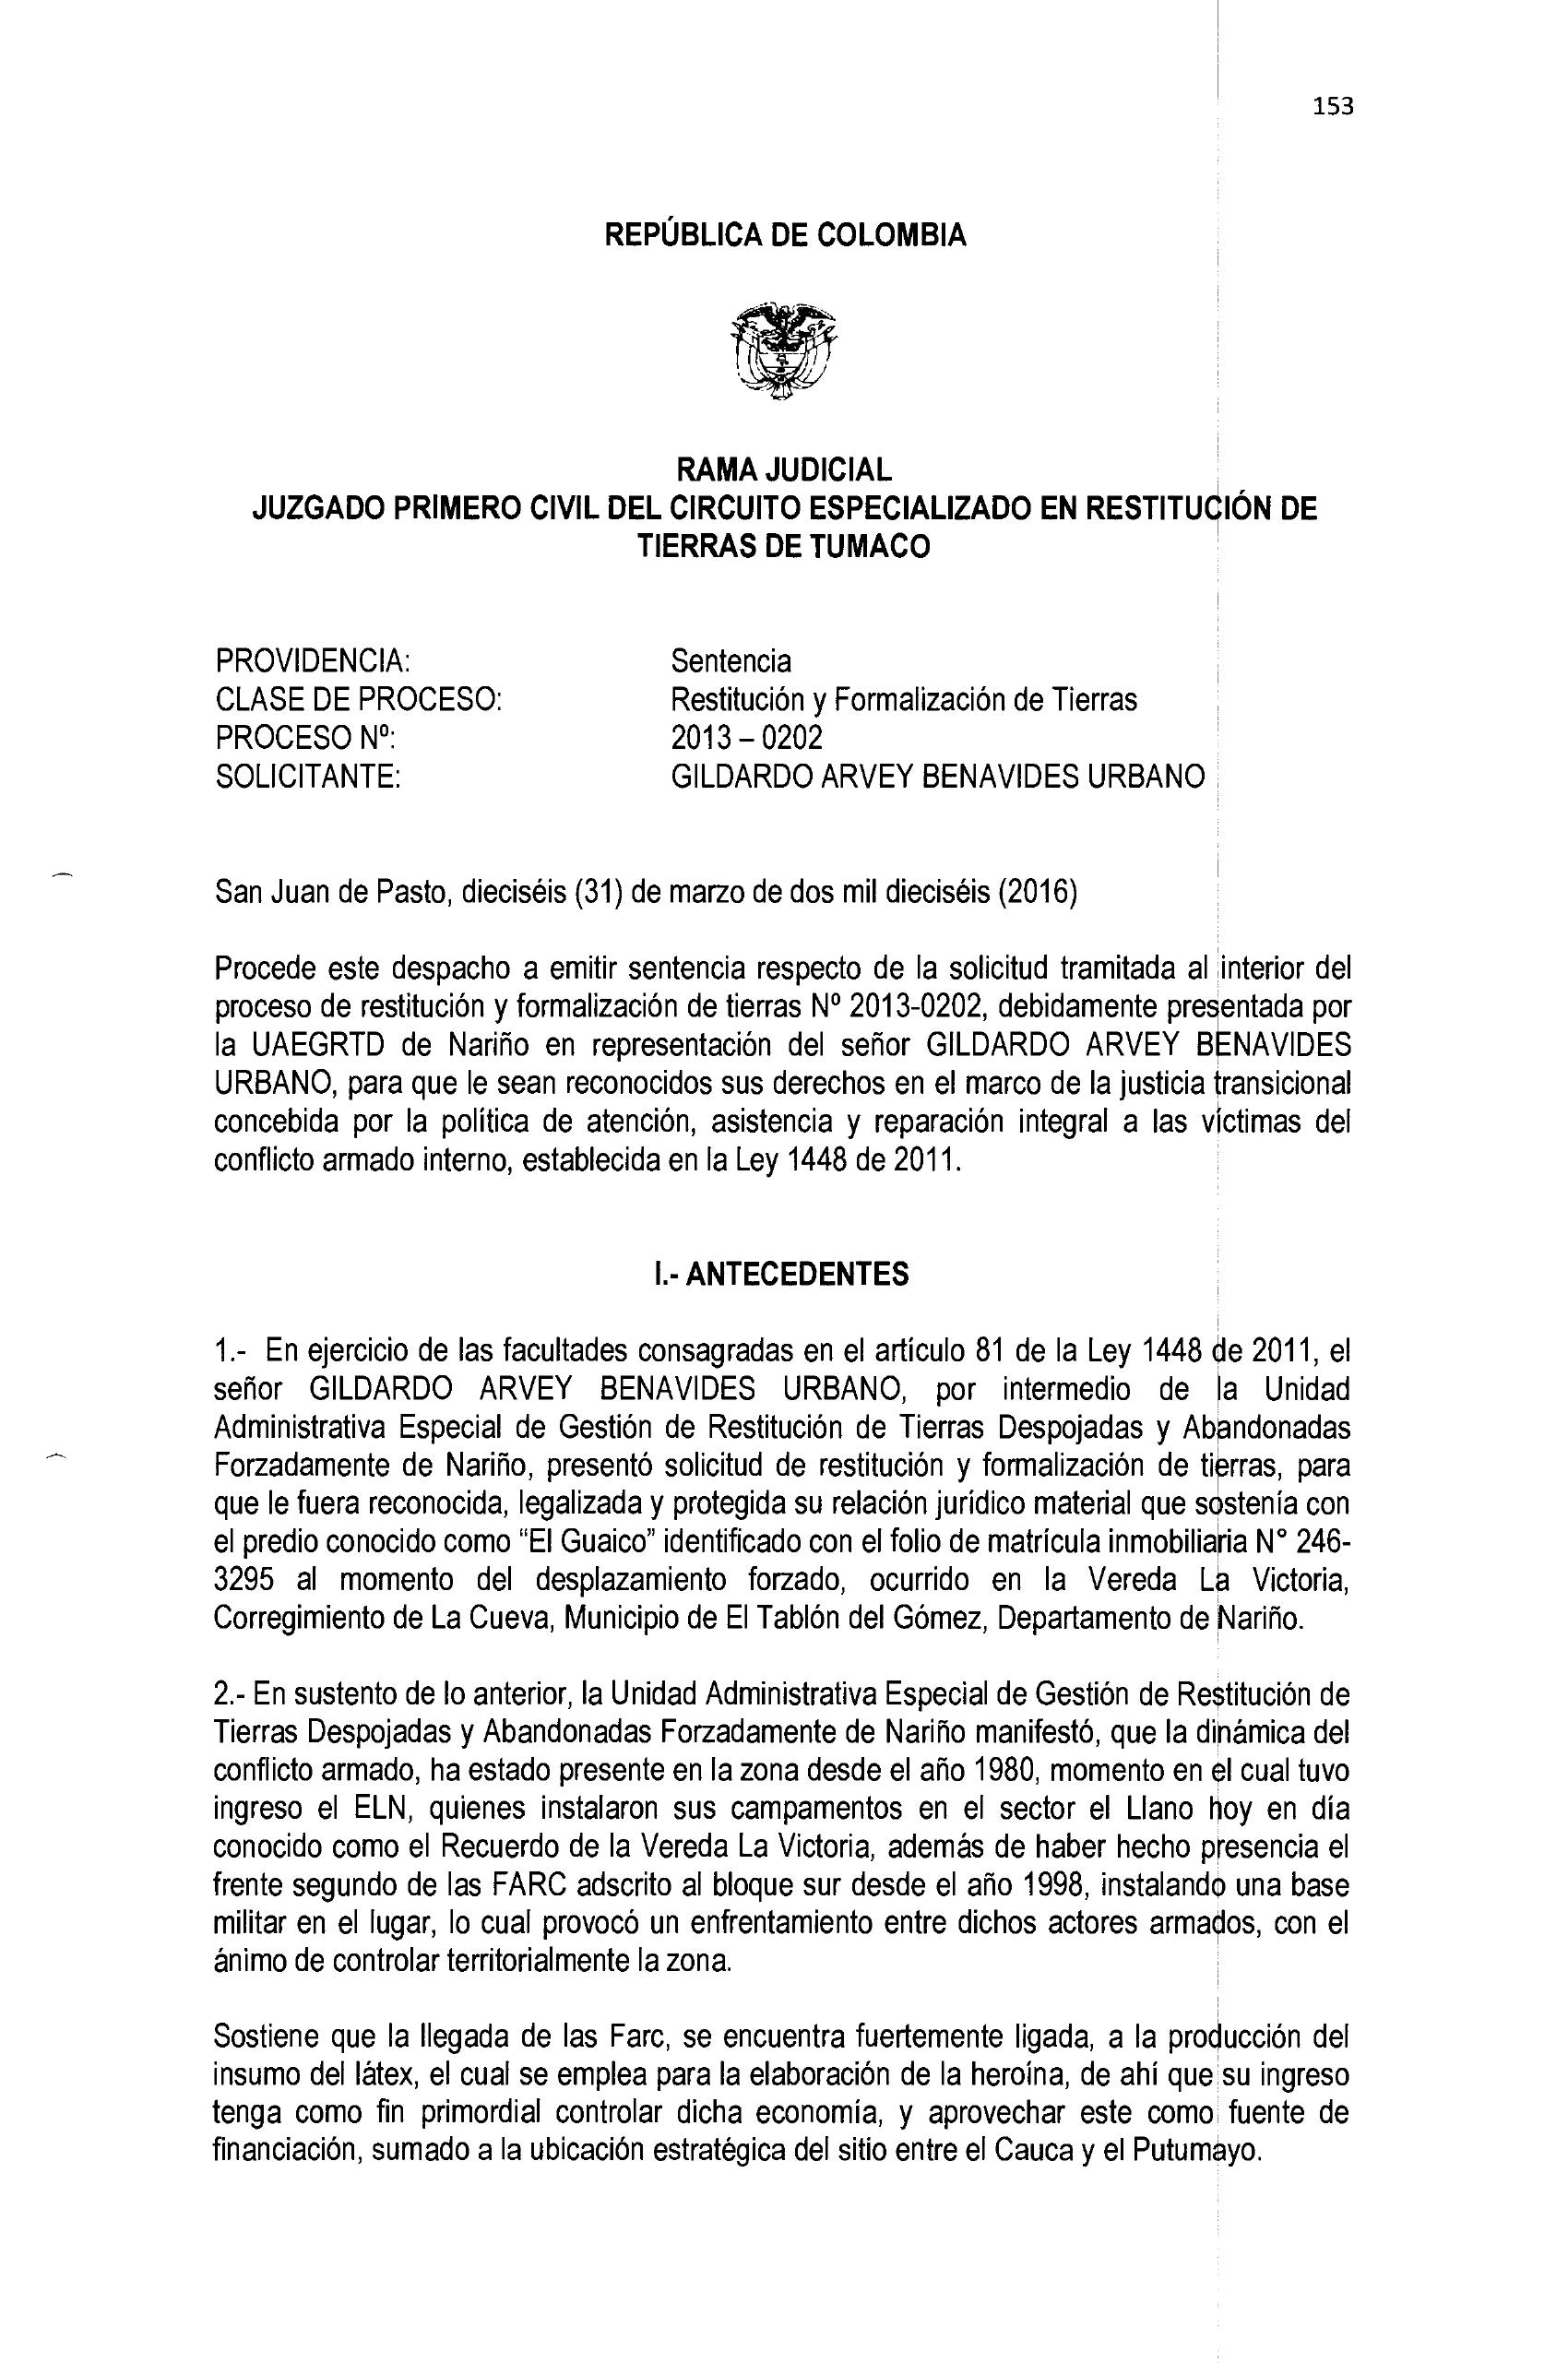 153
REPÚBLICA DE COLOMBIA
RAMA JUDICIAL
JUZGADO PRIMERO CIVIL DEL CIRCUITO ESPECIALIZADO EN RESTITUCIÓN DE
TIERRAS DE TUMACO
PROVIDENCIA: Sentencia
CLASE DE PROCESO: Restitución y Formalización de Tierras
PROCESO Nº: 2013 – 0202
SOLICITANTE: GILDARDO ARVEY BENAVIDES URBANO
San Juan de Pasto, dieciséis (31) de marzo de dos mil dieciséis (2016)
Procede este despacho a emitir sentencia respecto de la solicitud tramitada al interior del
proceso de restitución y formalización de tierras Nº 2013-0202, debidamente presentada por
la UAEGRTD de Nariño en representación del señor GILDARDO ARVEY BENAVIDES
URBANO, para que le sean reconocidos sus derechos en el marco de la justicia transicional
concebida por la política de atención, asistencia y reparación integral a las víctimas del
conflicto armado interno, establecida en la Ley 1448 de 2011.
I.- ANTECEDENTES
1.- En ejercicio de las facultades consagradas en el artículo 81 de la Ley 1448 de 2011, el
señor GILDARDO ARVEY BENAVIDES URBANO, por intermedio de la Unidad
Administrativa Especial de Gestión de Restitución de Tierras Despojadas y Abandonadas
Forzadamente de Nariño, presentó solicitud de restitución y formalización de tierras, para
que le fuera reconocida, legalizada y protegida su relación jurídico material que sostenía con
el predio conocido como “El Guaico” identificado con el folio de matrícula inmobiliaria N° 246-
3295 al momento del desplazamiento forzado, ocurrido en la Vereda La Victoria,
Corregimiento de La Cueva, Municipio de El Tablón del Gómez, Departamento de Nariño.
2.- En sustento de lo anterior, la Unidad Administrativa Especial de Gestión de Restitución de
Tierras Despojadas y Abandonadas Forzadamente de Nariño manifestó, que la dinámica del
conflicto armado, ha estado presente en la zona desde el año 1980, momento en el cual tuvo
ingreso el ELN, quienes instalaron sus campamentos en el sector el Llano hoy en día
conocido como el Recuerdo de la Vereda La Victoria, además de haber hecho presencia el
frente segundo de las FARC adscrito al bloque sur desde el año 1998, instalando una base
militar en el lugar, lo cual provocó un enfrentamiento entre dichos actores armados, con el
ánimo de controlar territorialmente la zona.
Sostiene que la llegada de las Farc, se encuentra fuertemente ligada, a la producción del
insumo del látex, el cual se emplea para la elaboración de la heroína, de ahí que su ingreso
tenga como fin primordial controlar dicha economía, y aprovechar este como fuente de
financiación, sumado a la ubicación estratégica del sitio entre el Cauca y el Putumayo.